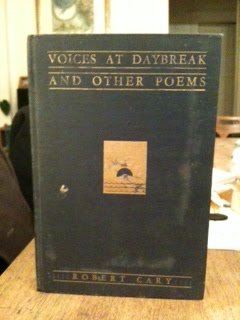 VOICES AT DAYBREAK
AND OTHER POEMS
ROBERT CARY